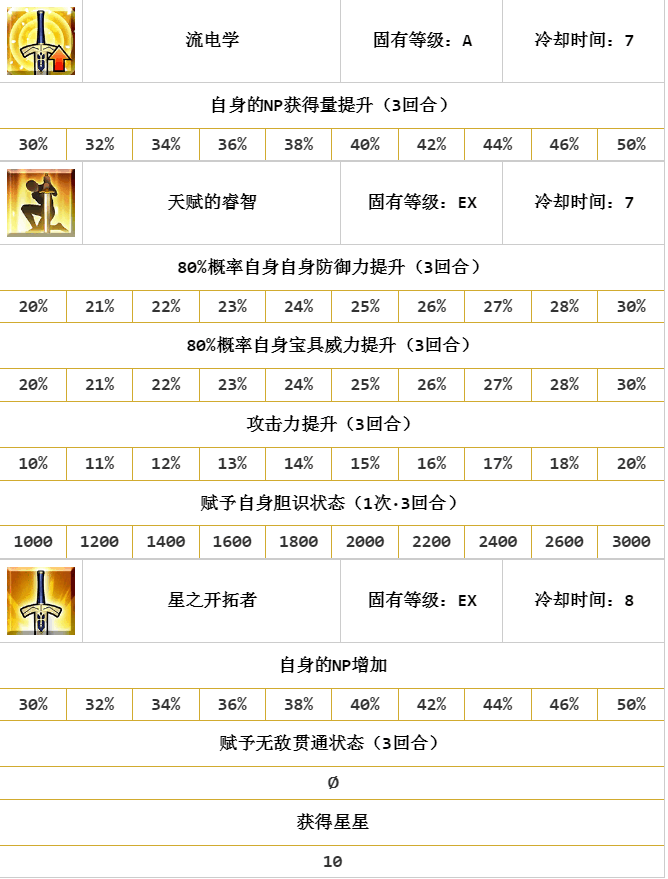 流电学 固有等级：A 冷却时间：7
自身的NP获得量提升（3回合）
30% 32% 34% 36% 38% 40% 42% 44% 46% 50%
天赋的睿智 固有等级：EX 冷却时间：7
80%概率自身自身防御力提升（3回合）
20% 21% 22% 23% 24% 25% 26% 27% 28% 30%
80%概率自身宝具威力提升（3回合）
20% 21% 22% 23% 24% 25% 26% 27% 28% 30%
攻击力提升（3回合）
10% 11% 12% 13% 14% 15% 16% 17% 18% 20%
赋予自身胆识状态（1次·3回合）
1000 1200 1400 1600 1800 2000 2200 2400 2600 3000
星之开拓者 固有等级：EX 冷却时间：8
自身的NP增加
30% 32% 34% 36% 38% 40% 42% 44% 46% 50%
赋予无敌贯通状态（3回合）
Ø
获得星星
10